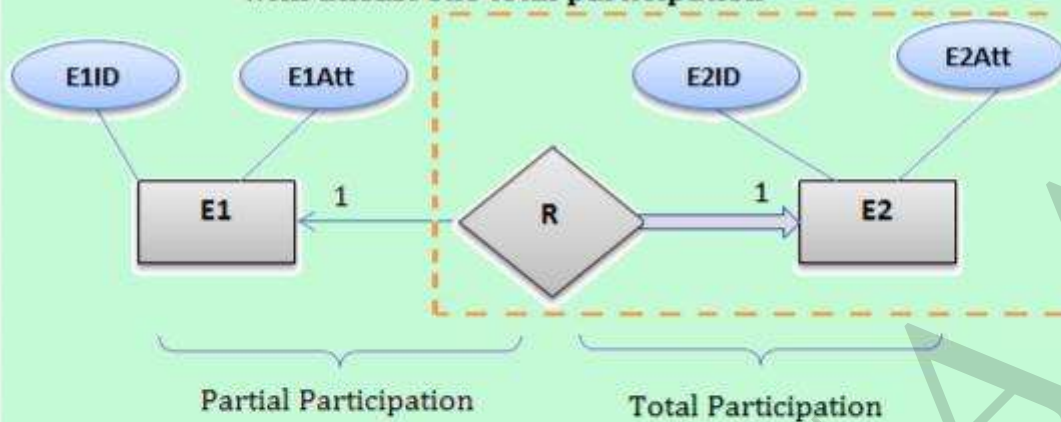 E1ID E1Att E2ID E2Att
1 1
E1 R E2
Partial Participation Total Participation